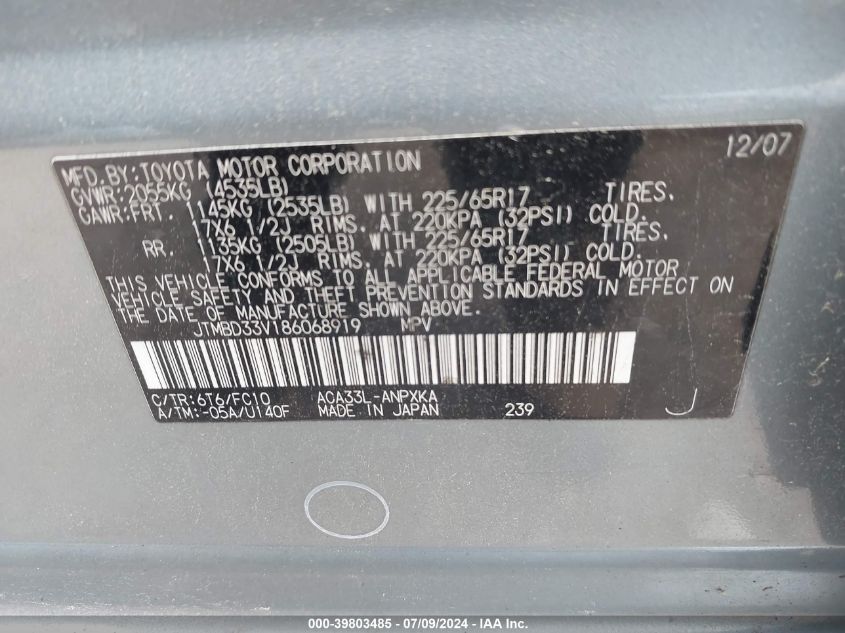 12/07
MFD.BY:TOYOTA MOTOR CORPORATION
GVWR:2055KG (4535LB)
GAWR:FRT. 1145KG (2535LB) WITH 225/65R17 TIRES.
17X6 1/2J RIMS. AT 220KPA (32PSI) COLD.
RR. 1135KG (2505LB) WITH 225/65R17 TIRES.
17X6 1/2J RIMS. AT 220KPA (32PSI) COLD.
THIS VEHICLE CONFORMS TO ALL APPLICABLE FEDERAL MOTOR
VEHICLE SAFETY AND THEFT PREVENTION STANDARDS IN EFFECT ON
THE DATE OF MANUFACTURE SHOWN ABOVE.
JTMBD33V186068919 MPV
C/TR:6T6/FC10 ACA33L-ANPXKA
A/TM:-05A/U140F MADE IN JAPAN 239 J
000-39803485 - 07/09/2024 - IAA Inc.